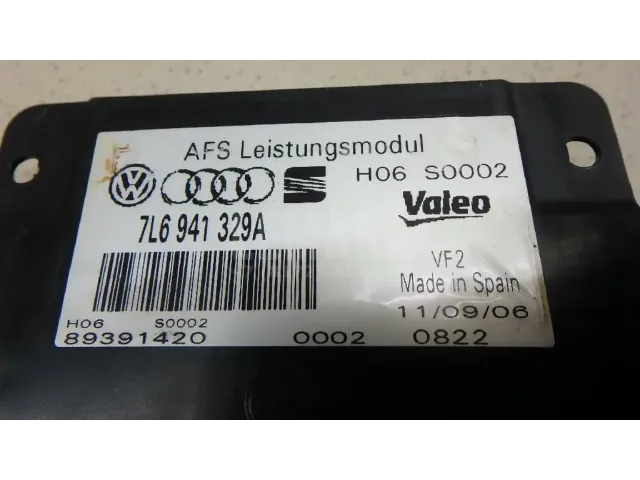 AFS Leistungsmodul
H06 S0002
Valeo
7L6 941 329A
VF2
Made in Spain
11/09/06
H06 S0002
89391420 0002 0822